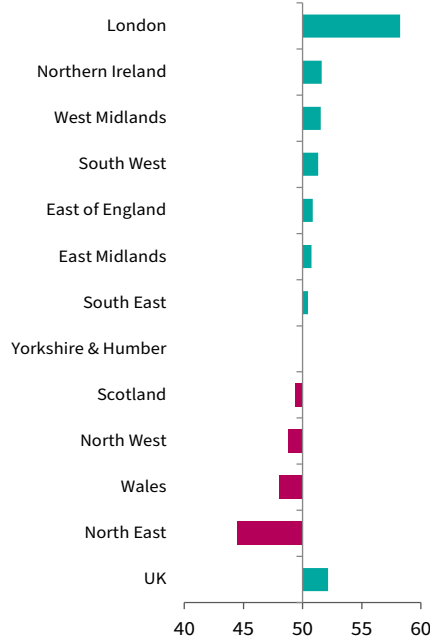 London
Northern Ireland
West Midlands
South West
East of England
East Midlands
South East
Yorkshire & Humber
Scotland
North West
Wales
North East
UK
40 45 50 55 60